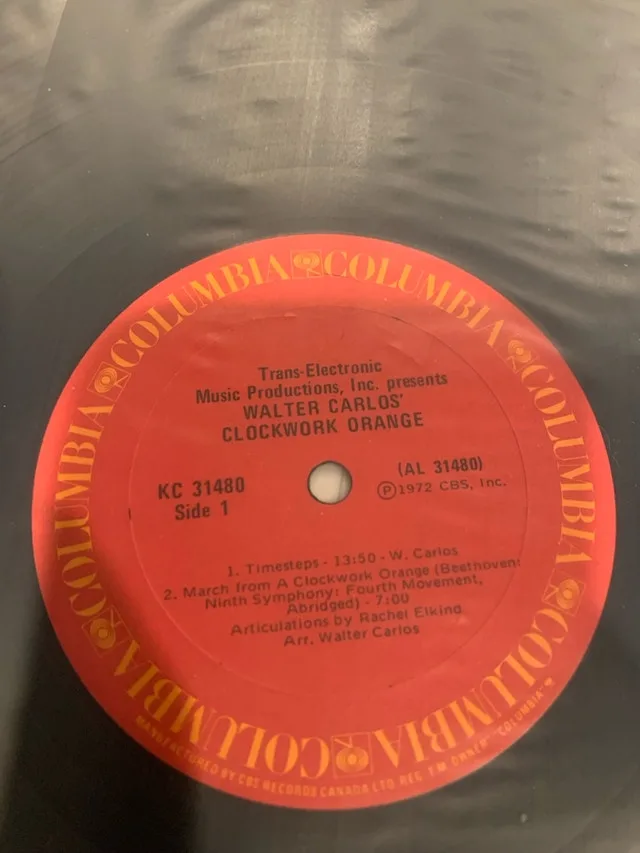 COLUMBIA COLUMBIA COLUMBIA COLUMBIA COLUMBIA COLUMBIA
Trans-Electronic
Music Productions, Inc. presents
WALTER CARLOS'
CLOCKWORK ORANGE
KC 31480
Side 1
(AL 31480)
Ⓟ1972 CBS, Inc.
1. Timesteps - 13:50 - W. Carlos
2. March from A Clockwork Orange (Beethoven:
Ninth Symphony: Fourth Movement,
Abridged) - 7:00
Articulations by Rachel Elkind
Arr. Walter Carlos
MANUFACTURED BY CBS RECORDS CANADA LTD. REG. T'M. OWNER "COLUMBIA"